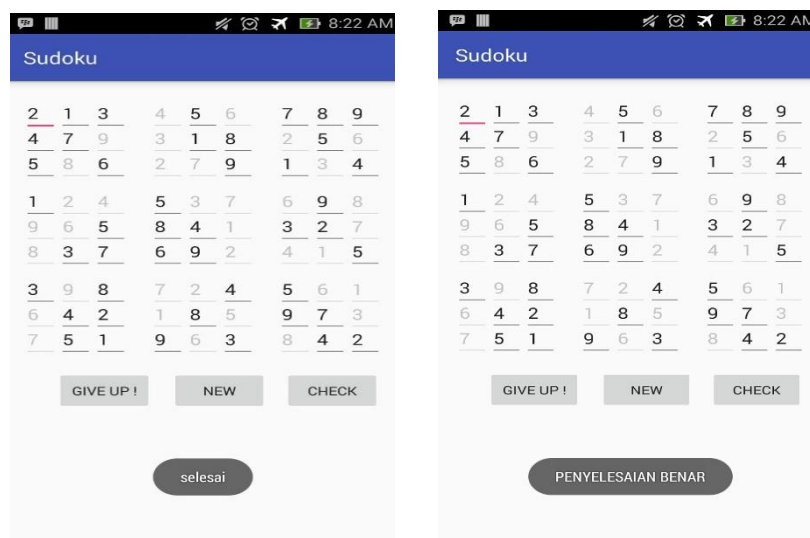 8:22 AM
Sudoku
2 1 3 4 5 6 7 8 9
4 7 9 3 1 8 2 5 6
5 8 6 2 7 9 1 3 4
1 2 4 5 3 7 6 9 8
9 6 5 8 4 1 3 2 7
8 3 7 6 9 2 4 1 5
3 9 8 7 2 4 5 6 1
6 4 2 1 8 5 9 7 3
7 5 1 9 6 3 8 4 2
GIVE UP ! NEW CHECK
selesai
8:22 AM
Sudoku
2 1 3 4 5 6 7 8 9
4 7 9 3 1 8 2 5 6
5 8 6 2 7 9 1 3 4
1 2 4 5 3 7 6 9 8
9 6 5 8 4 1 3 2 7
8 3 7 6 9 2 4 1 5
3 9 8 7 2 4 5 6 1
6 4 2 1 8 5 9 7 3
7 5 1 9 6 3 8 4 2
GIVE UP ! NEW CHECK
PENYELESAIAN BENAR